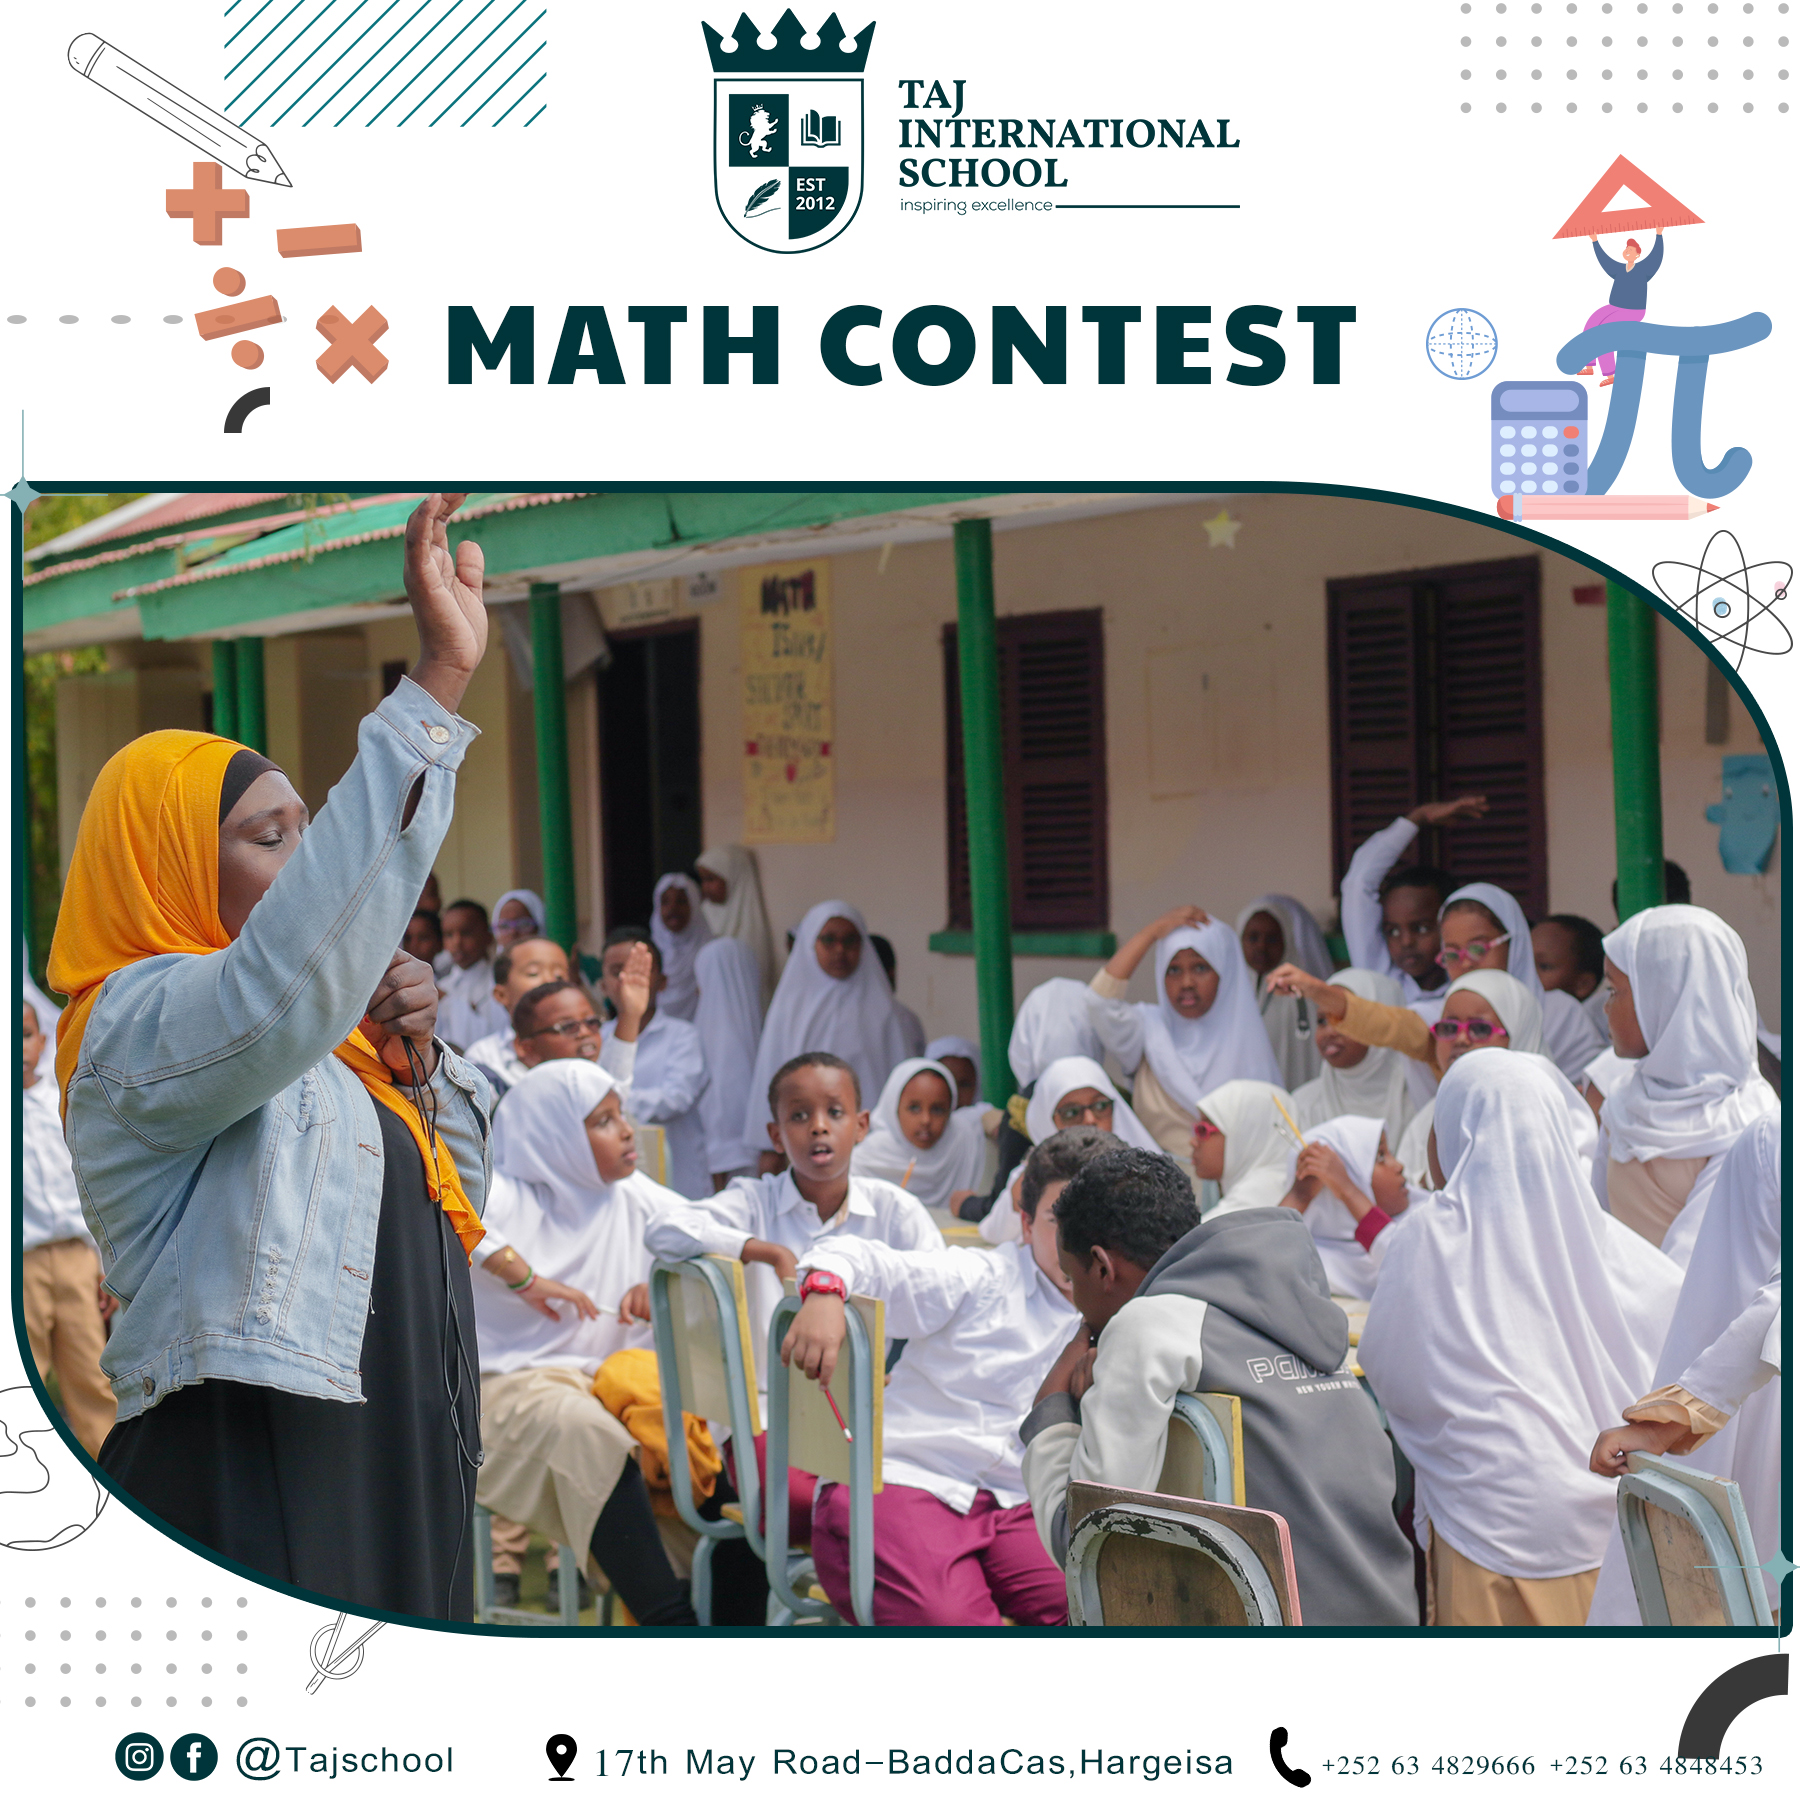 TAJ
INTERNATIONAL
SCHOOL
inspiring excellence
EST
2012
MATH CONTEST
MATH
@Tajschool
17th May Road-BaddaCas,Hargeisa
+252 63 4829666 +252 63 4848453